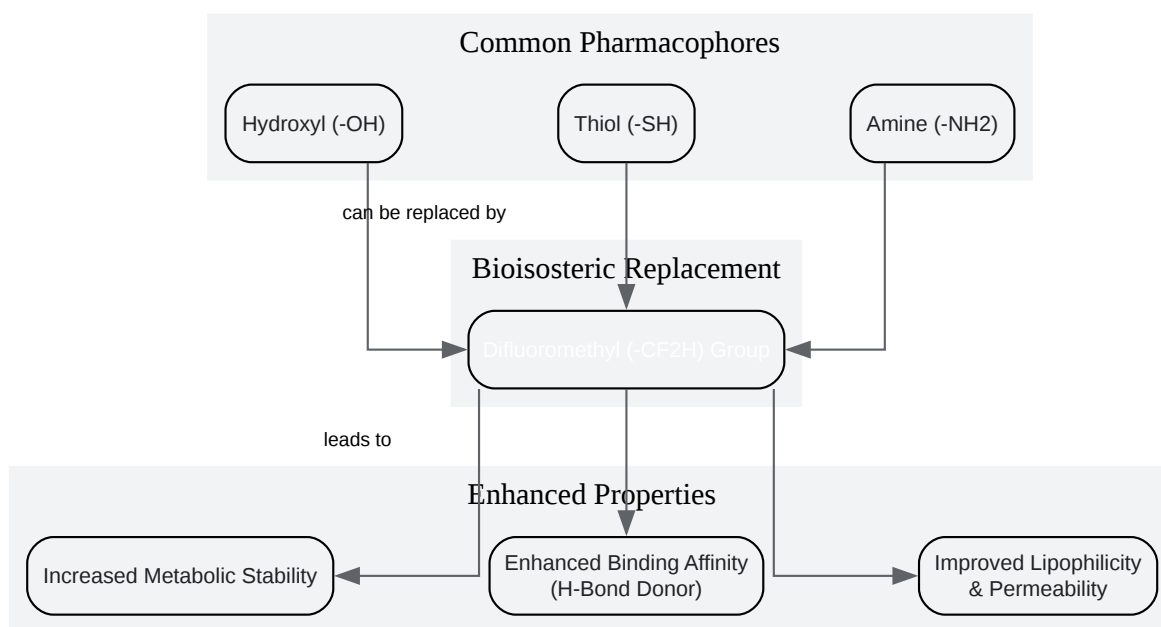 Common Pharmacophores
Hydroxyl (-OH)
Thiol (-SH)
Amine (-NH2)
can be replaced by
Bioisosteric Replacement
Difluoromethyl (-CF2H) Group
leads to
Enhanced Properties
Increased Metabolic Stability
Enhanced Binding Affinity
(H-Bond Donor)
Improved Lipophilicity
& Permeability